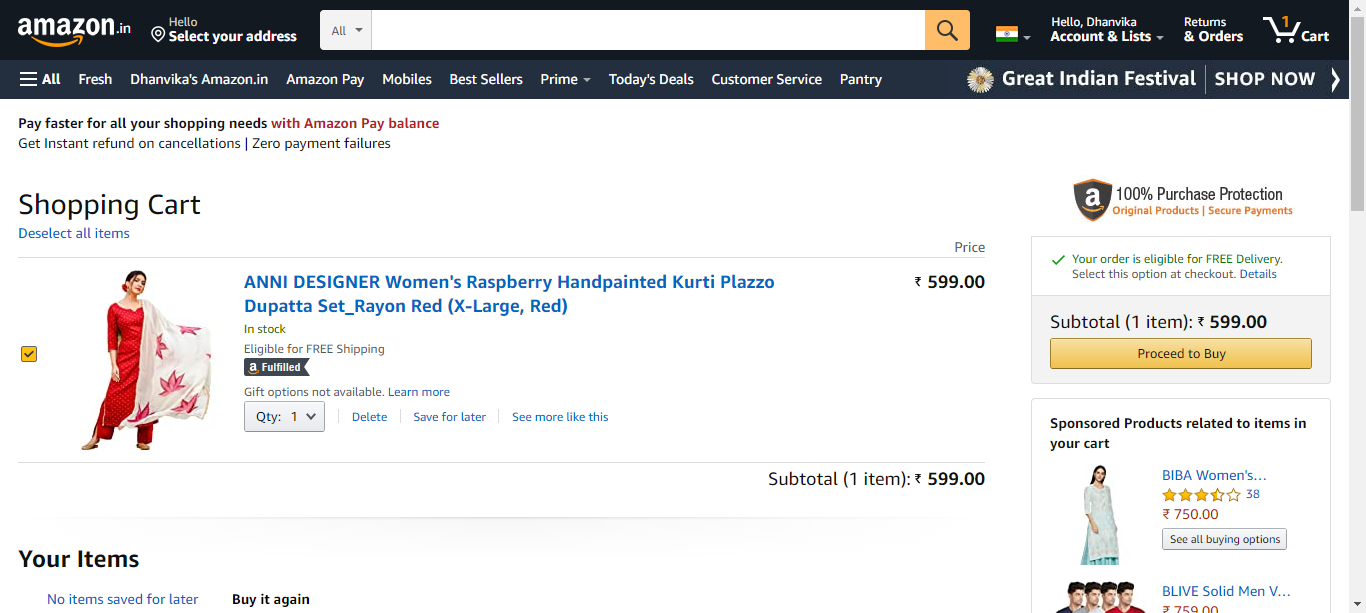 amazon.in
Hello
Select your address
All
Hello, Dhanvika
Account & Lists
Returns
& Orders
1
Cart
All Fresh Dhanvika's Amazon.in Amazon Pay Mobiles Best Sellers Prime Today's Deals Customer Service Pantry
Great Indian Festival SHOP NOW
Pay faster for all your shopping needs with Amazon Pay balance
Get Instant refund on cancellations | Zero payment failures
a 100% Purchase Protection
Original Products | Secure Payments
Shopping Cart
Deselect all items
Price
ANNI DESIGNER Women's Raspberry Handpainted Kurti Plazzo
Dupatta Set_Rayon Red (X-Large, Red)
₹ 599.00
In stock
Eligible for FREE Shipping
a Fulfilled
Gift options not available. Learn more
Qty: 1 Delete Save for later See more like this
Subtotal (1 item): ₹ 599.00
Your order is eligible for FREE Delivery.
Select this option at checkout. Details
Subtotal (1 item): ₹ 599.00
Proceed to Buy
Sponsored Products related to items in
your cart
BIBA Women's...
38
₹ 750.00
See all buying options
BLIVE Solid Men V...
₹ 759.00
Your Items
No items saved for later Buy it again